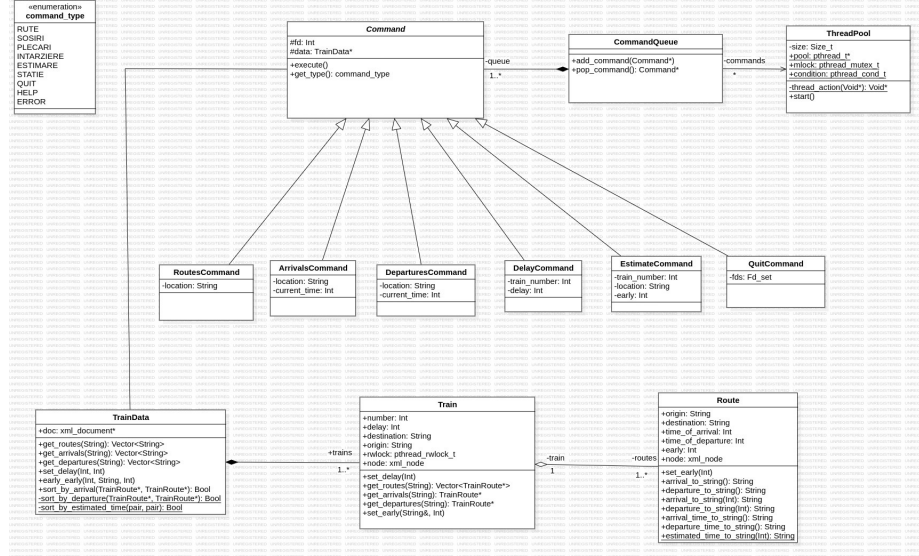 «enumeration»
command_type
RUTE
SOSIRI
PLECARI
INTARZIERE
ESTIMARE
STATIE
QUIT
HELP
ERROR
Command
#fd: Int
#data: TrainData*
+execute()
+get_type(): command_type
-queue
1..*
CommandQueue
+add_command(Command*)
+pop_command(): Command*
-commands
*
ThreadPool
-size: Size_t
+pool: pthread_t*
+mlock: pthread_mutex_t
+condition: pthread_cond_t
-thread_action(Void*): Void*
+start()
RoutesCommand
-location: String
ArrivalsCommand
-location: String
-current_time: Int
DeparturesCommand
-location: String
-current_time: Int
DelayCommand
-train_number: Int
-delay: Int
EstimateCommand
-train_number: Int
-location: String
-early: Int
QuitCommand
-fds: Fd_set
TrainData
+doc: xml_document*
+get_routes(String): Vector<String>
+get_arrivals(String): Vector<String>
+get_departures(String): Vector<String>
+set_delay(Int, Int)
+early_early(Int, String, Int)
+sort_by_arrival(TrainRoute*, TrainRoute*): Bool
-sort_by_departure(TrainRoute*, TrainRoute*): Bool
-sort_by_estimated_time(pair, pair): Bool
+trains
1..*
Train
+number: Int
+delay: Int
+destination: String
+origin: String
+rwlock: pthread_rwlock_t
+node: xml_node
+set_delay(Int)
+get_routes(String): Vector<TrainRoute*>
+get_arrivals(String): TrainRoute*
+get_departures(String): TrainRoute*
+set_early(String&, Int)
-train
1
-routes
1..*
Route
+origin: String
+destination: String
+time_of_arrival: Int
+time_of_departure: Int
+early: Int
+node: xml_node
+set_early(Int)
+arrival_to_string(): String
+departure_to_string(): String
+arrival_to_string(Int): String
+departure_to_string(Int): String
+arrival_time_to_string(): String
+departure_time_to_string(): String
+estimated_time_to_string(Int): String